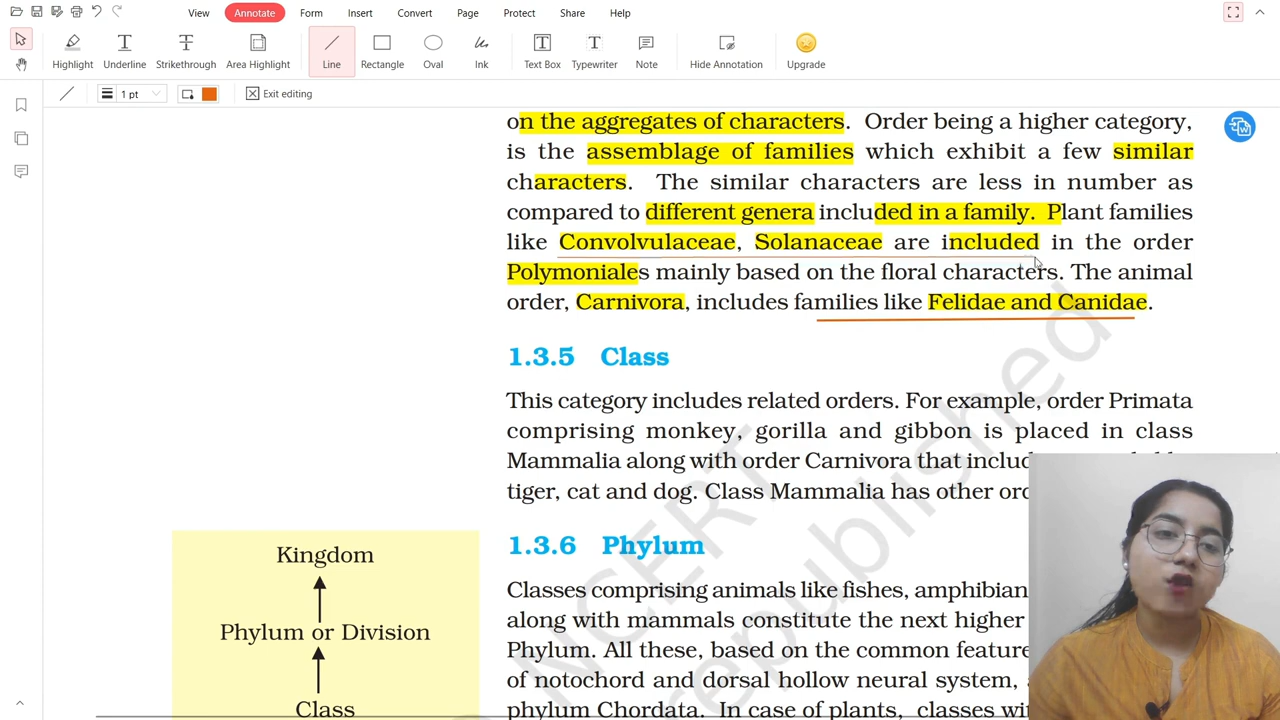 View Annotate Form Insert Convert Page Protect Share Help
Highlight Underline Strikethrough Area Highlight Line Rectangle Oval Ink Text Box Typewriter Note Hide Annotation Upgrade
1 pt Exit editing
on the aggregates of characters. Order being a higher category,
is the assemblage of families which exhibit a few similar
characters. The similar characters are less in number as
compared to different genera included in a family. Plant families
like Convolvulaceae, Solanaceae are included in the order
Polymoniales mainly based on the floral characters. The animal
order, Carnivora, includes families like Felidae and Canidae.
1.3.5 Class
This category includes related orders. For example, order Primata
comprising monkey, gorilla and gibbon is placed in class
Mammalia along with order Carnivora that includ
tiger, cat and dog. Class Mammalia has other ord
1.3.6 Phylum
Classes comprising animals like fishes, amphibian
along with mammals constitute the next higher
Phylum. All these, based on the common feature
of notochord and dorsal hollow neural system,
phylum Chordata. In case of plants, classes wi
Kingdom
Phylum or Division
Class
NCERT
republished